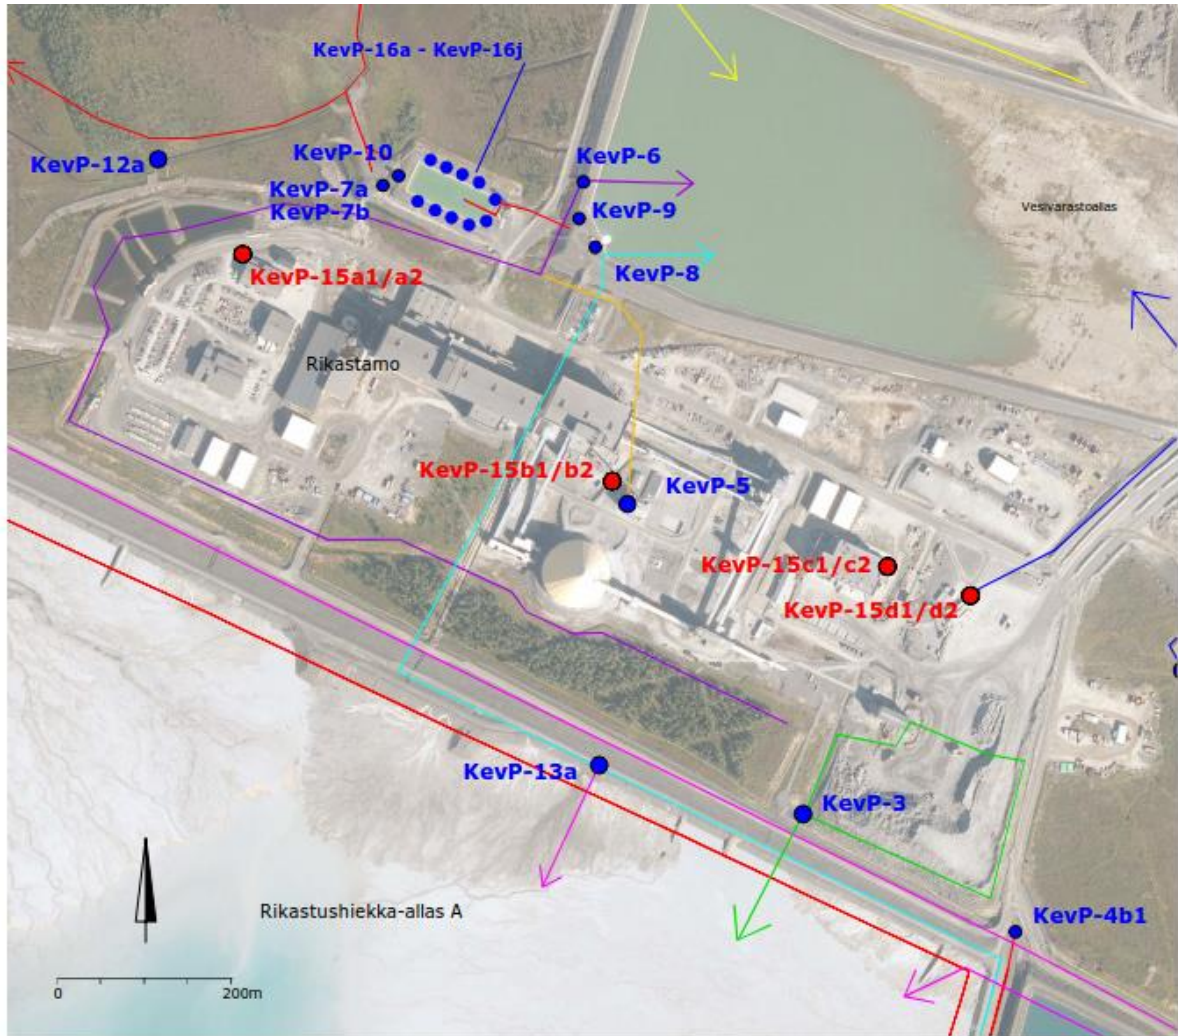 KevP-16a - KevP-16j
KevP-12a
KevP-10
KevP-7a
KevP-7b
KevP-6
KevP-9
KevP-8
Vesivarastoallas
KevP-15a1/a2
Rikastamo
KevP-15b1/b2
KevP-5
KevP-15c1/c2
KevP-15d1/d2
KevP-13a
KevP-3
Rikastushiekka-allas A
KevP-4b1
0 200m